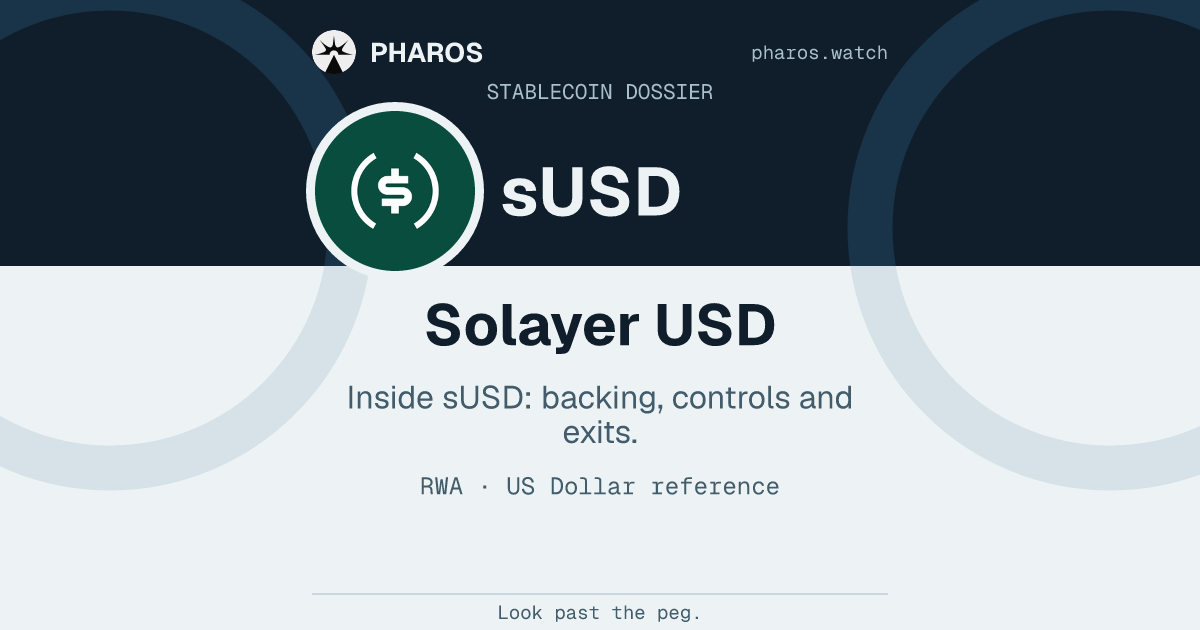 PHAROS
pharos.watch
STABLECOIN DOSSIER
($)
sUSD
Solayer USD
Inside sUSD: backing, controls and
exits.
RWA · US Dollar reference
Look past the peg.